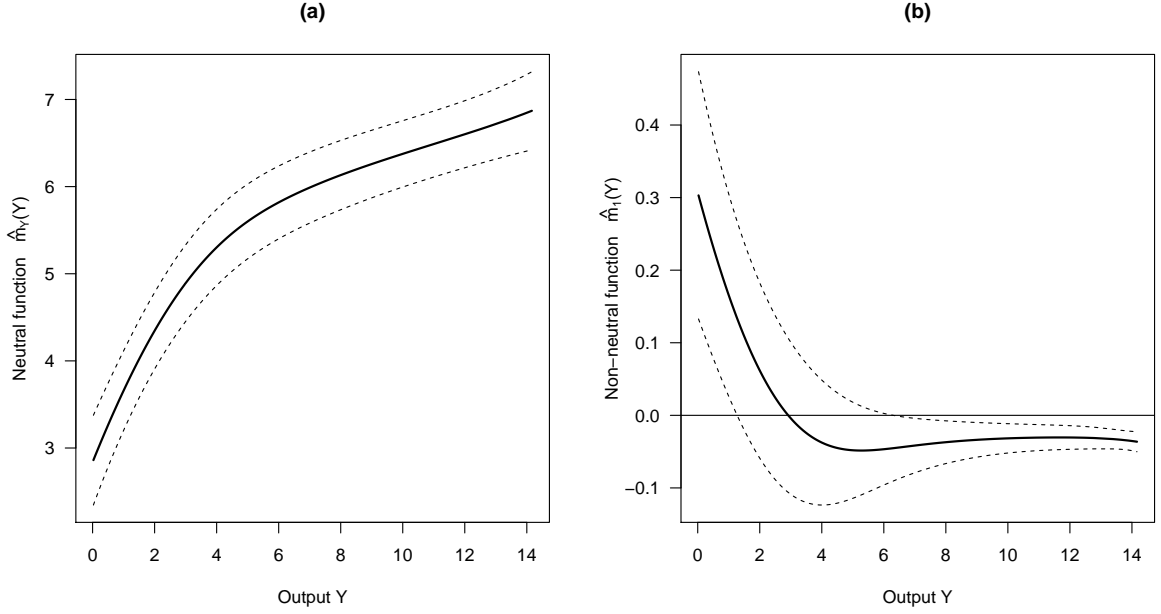 (a)
7
6
5
4
3
Neutral function m̂Y(Y)
0 2 4 6 8 10 12 14
Output Y
(b)
0.4
0.3
0.2
0.1
0.0
−0.1
Non−neutral function m̂1(Y)
0 2 4 6 8 10 12 14
Output Y